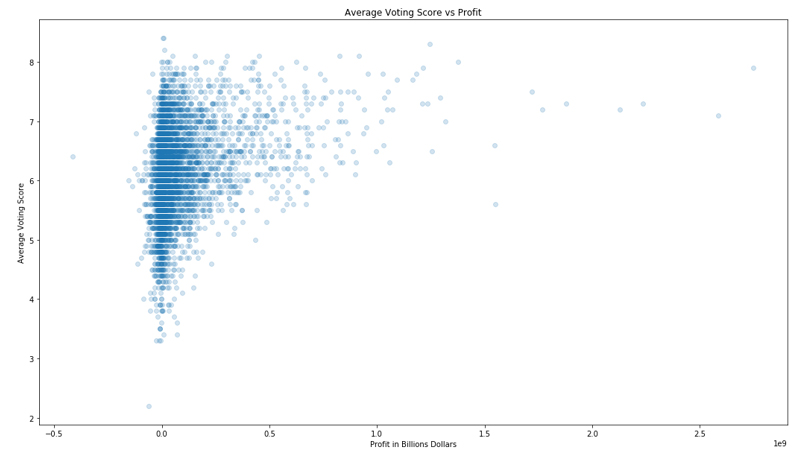 Average Voting Score vs Profit
8
7
6
5
4
3
2
Average Voting Score
−0.5 0.0 0.5 1.0 1.5 2.0 2.5
1e9
Profit in Billions Dollars